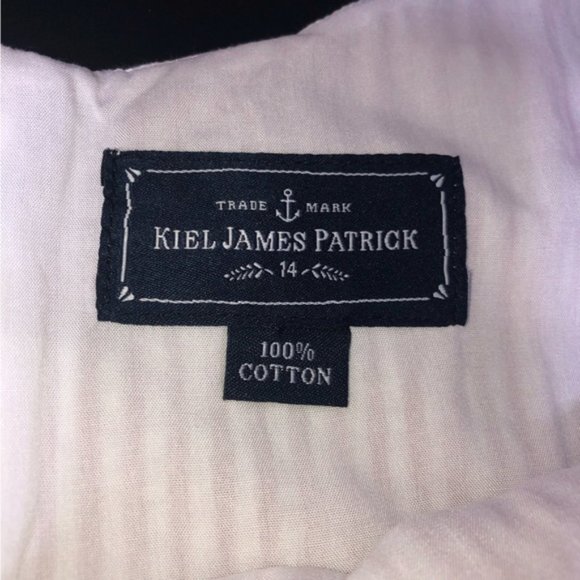 TRADE MARK
KIEL JAMES PATRICK
14
100%
COTTON